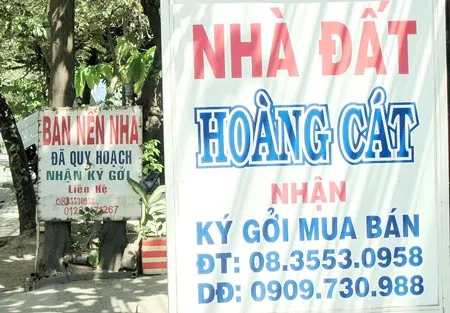 BÁN NỀN NHÀ
ĐÃ QUY HOẠCH
NHẬN KÝ GỞI
Liên Hệ
NHÀ ĐẤT
HOÀNG CÁT
NHẬN
KÝ GỞI MUA BÁN
ĐT: 08.3553.0958
DĐ: 0909.730.988